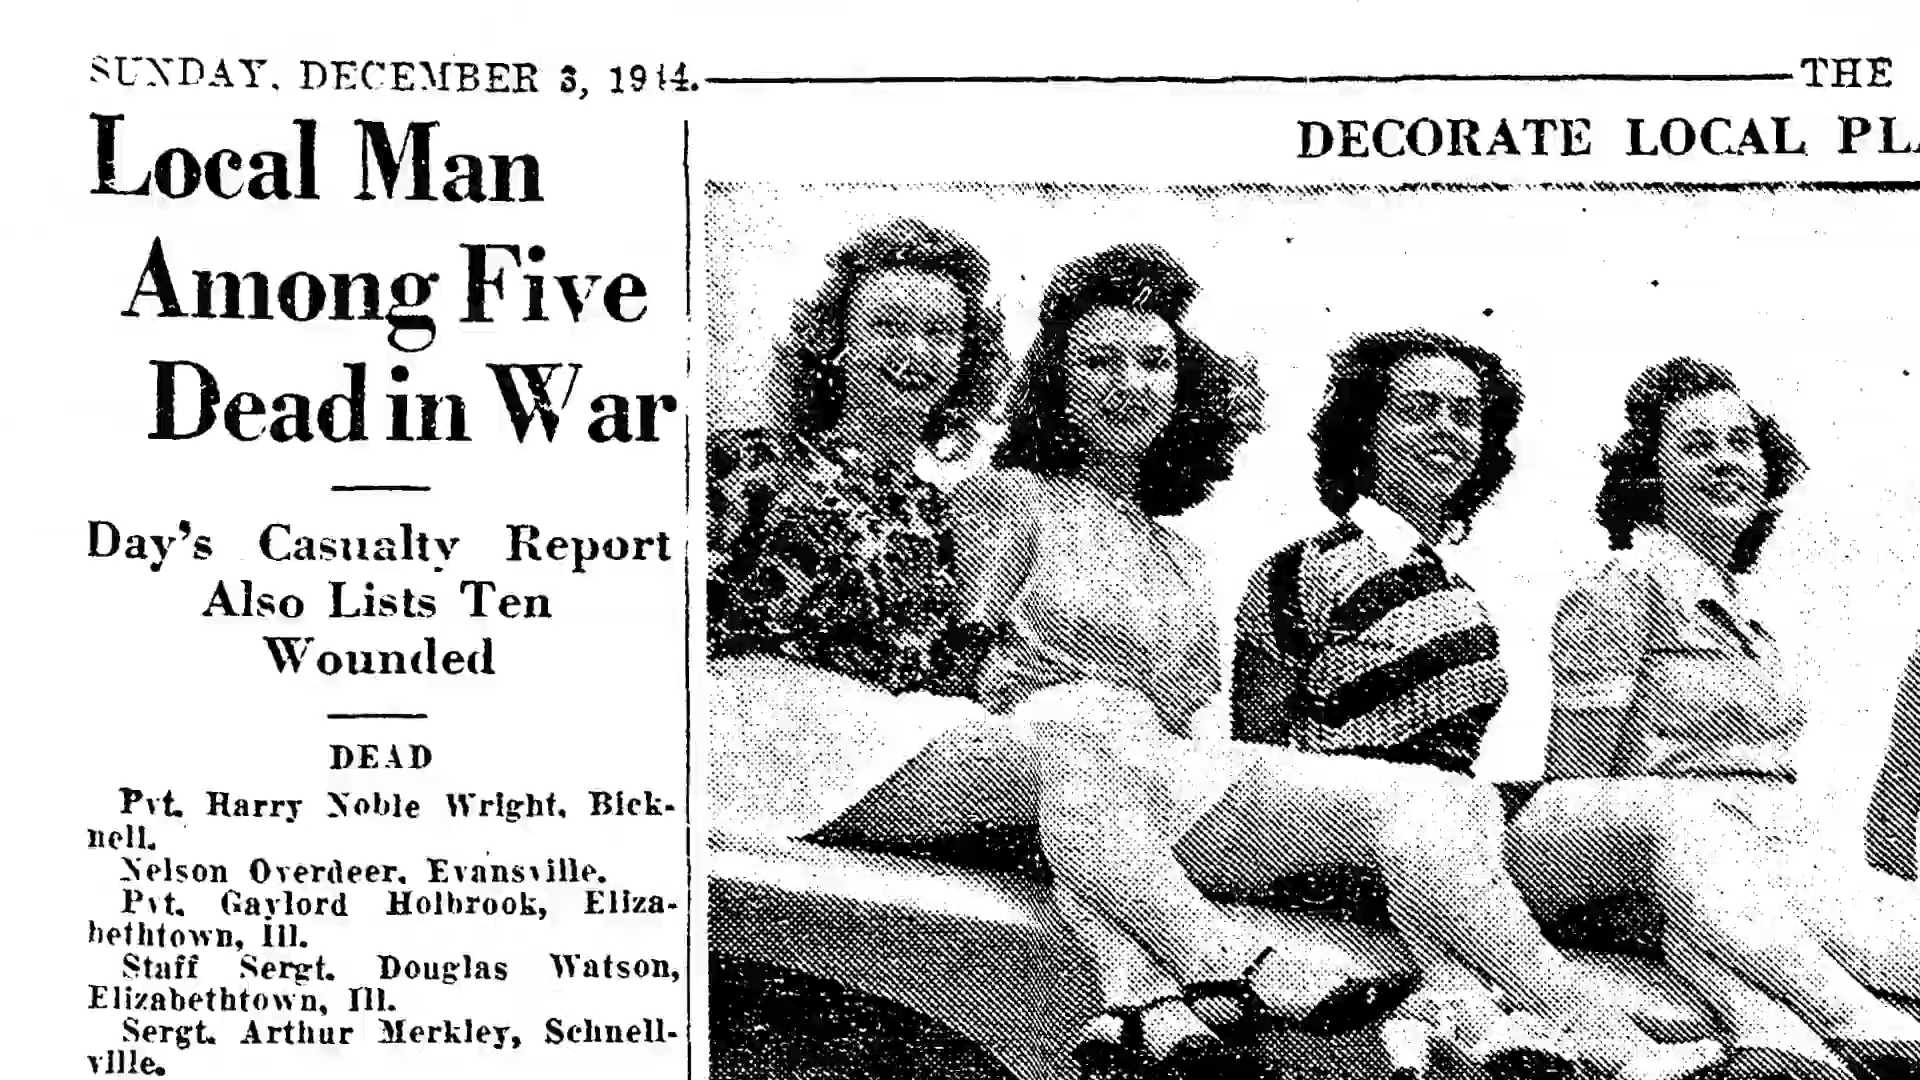 SUNDAY, DECEMBER 3, 1944.
THE
Local Man
Among Five
Dead in War
Day's Casualty Report
Also Lists Ten
Wounded
DEAD
Pvt. Harry Noble Wright, Bick-
nell.
Nelson Overdeer, Evansville.
Pvt. Gaylord Holbrook, Eliza-
bethtown, Ill.
Staff Sergt. Douglas Watson,
Elizabethtown, Ill.
Sergt. Arthur Merkley, Schnell-
ville.
DECORATE LOCAL